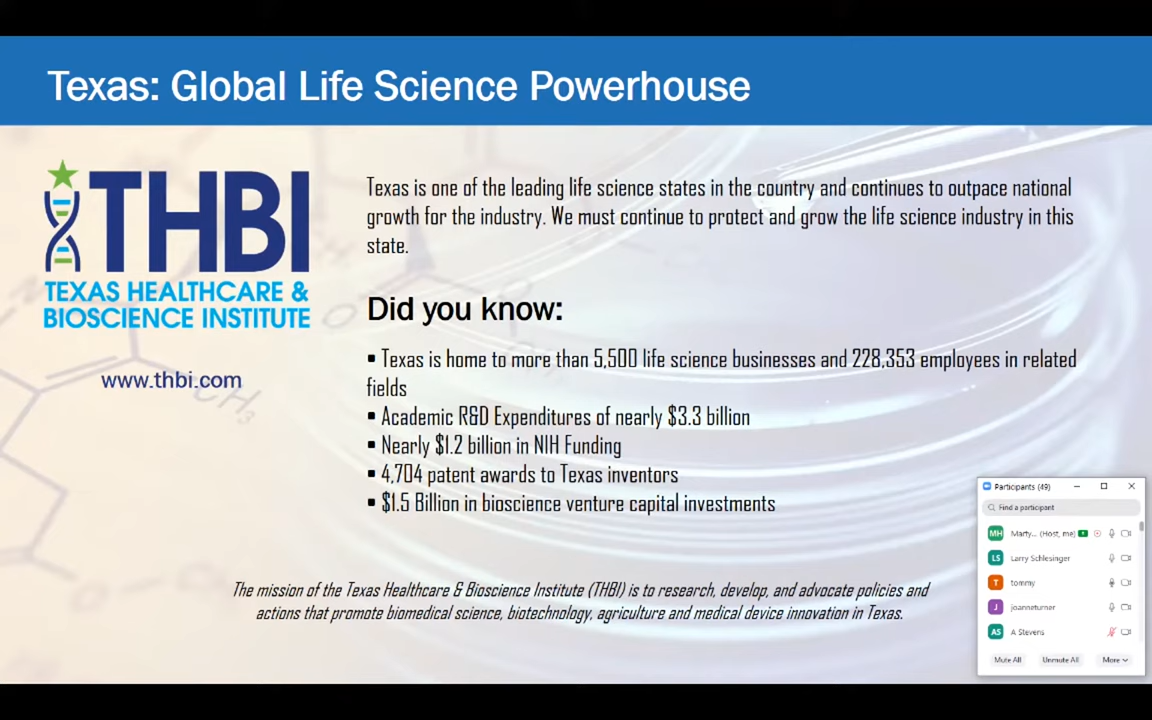 Texas: Global Life Science Powerhouse
THBI
TEXAS HEALTHCARE &
BIOSCIENCE INSTITUTE
www.thbi.com
Texas is one of the leading life science states in the country and continues to outpace national
growth for the industry. We must continue to protect and grow the life science industry in this
state.
Did you know:
▪ Texas is home to more than 5,500 life science businesses and 228,353 employees in related
fields
▪ Academic R&D Expenditures of nearly $3.3 billion
▪ Nearly $1.2 billion in NIH Funding
▪ 4,704 patent awards to Texas inventors
▪ $1.5 Billion in bioscience venture capital investments
The mission of the Texas Healthcare & Bioscience Institute (THBI) is to research, develop, and advocate policies and
actions that promote biomedical science, biotechnology, agriculture and medical device innovation in Texas.
CH3
Participants (49)
Find a participant
MH Marty... (Host, me)
LS Larry Schlesinger
T tommy
J joanneturner
AS A Stevens
Mute All Unmute All More